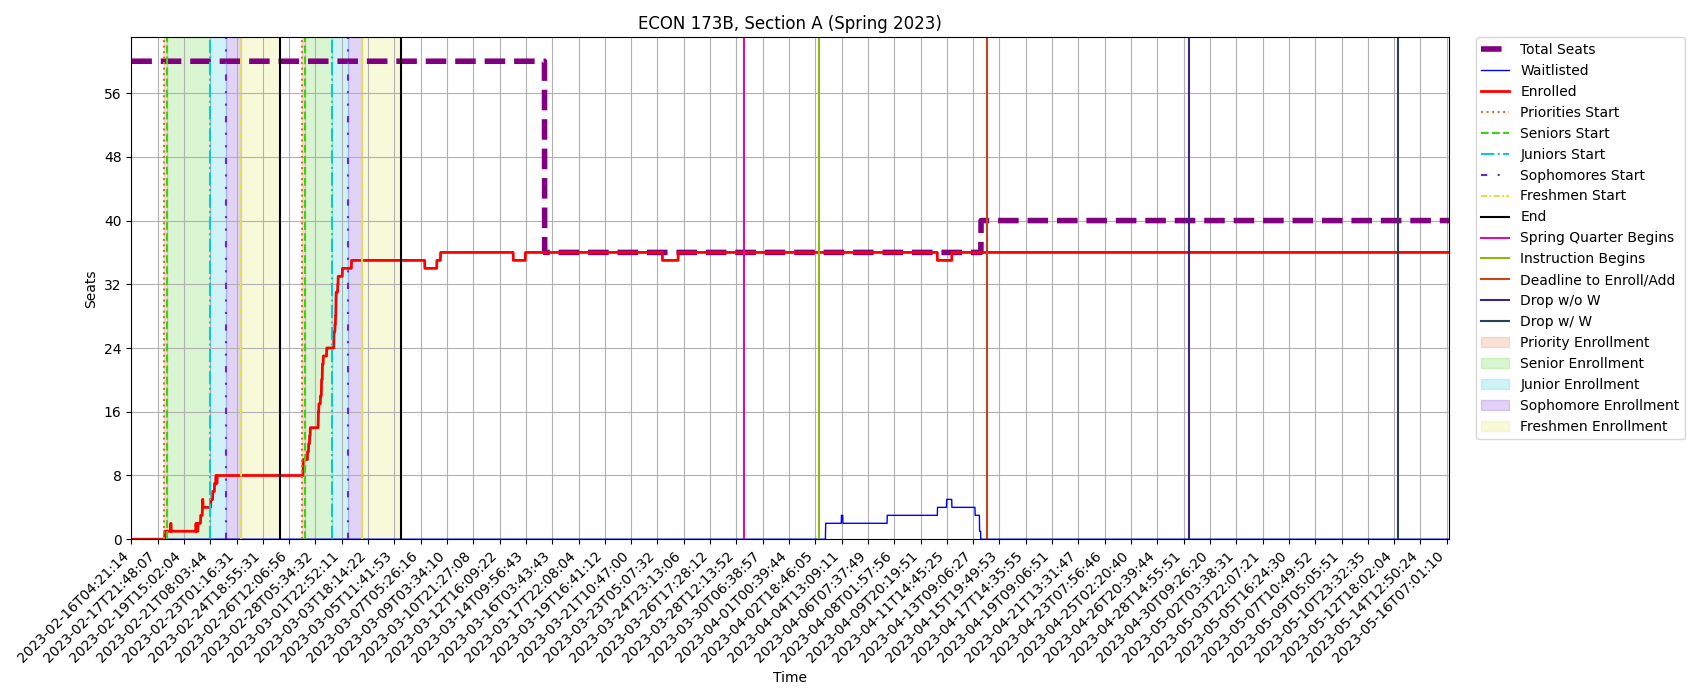 ECON 173B, Section A (Spring 2023)
Seats
56
48
40
32
24
16
8
0
2023-02-16T04:21:14
2023-02-17T21:48:07
2023-02-19T15:02:04
2023-02-21T08:03:44
2023-02-23T01:16:31
2023-02-24T18:55:31
2023-02-26T12:06:56
2023-02-28T05:34:32
2023-03-01T22:52:11
2023-03-03T18:14:22
2023-03-05T11:41:53
2023-03-07T05:26:16
2023-03-09T03:34:10
2023-03-10T21:27:08
2023-03-12T16:09:22
2023-03-14T09:56:43
2023-03-16T03:43:43
2023-03-17T22:08:04
2023-03-19T16:41:12
2023-03-21T10:47:00
2023-03-23T05:07:32
2023-03-24T23:13:06
2023-03-26T17:28:12
2023-03-28T12:13:52
2023-03-30T06:38:57
2023-04-01T00:39:44
2023-04-02T18:46:05
2023-04-04T13:09:11
2023-04-06T07:37:49
2023-04-08T01:57:56
2023-04-09T20:19:51
2023-04-11T14:45:25
2023-04-13T09:06:27
2023-04-15T19:49:53
2023-04-17T14:35:55
2023-04-19T09:06:51
2023-04-21T13:31:47
2023-04-23T07:56:46
2023-04-25T02:20:40
2023-04-26T20:39:44
2023-04-28T14:55:51
2023-04-30T09:26:20
2023-05-02T03:38:31
2023-05-03T22:07:21
2023-05-05T16:24:30
2023-05-07T10:49:52
2023-05-09T05:05:51
2023-05-10T23:32:35
2023-05-12T18:02:04
2023-05-14T12:50:24
2023-05-16T07:01:10
Time
Total Seats
Waitlisted
Enrolled
Priorities Start
Seniors Start
Juniors Start
Sophomores Start
Freshmen Start
End
Spring Quarter Begins
Instruction Begins
Deadline to Enroll/Add
Drop w/o W
Drop w/ W
Priority Enrollment
Senior Enrollment
Junior Enrollment
Sophomore Enrollment
Freshmen Enrollment